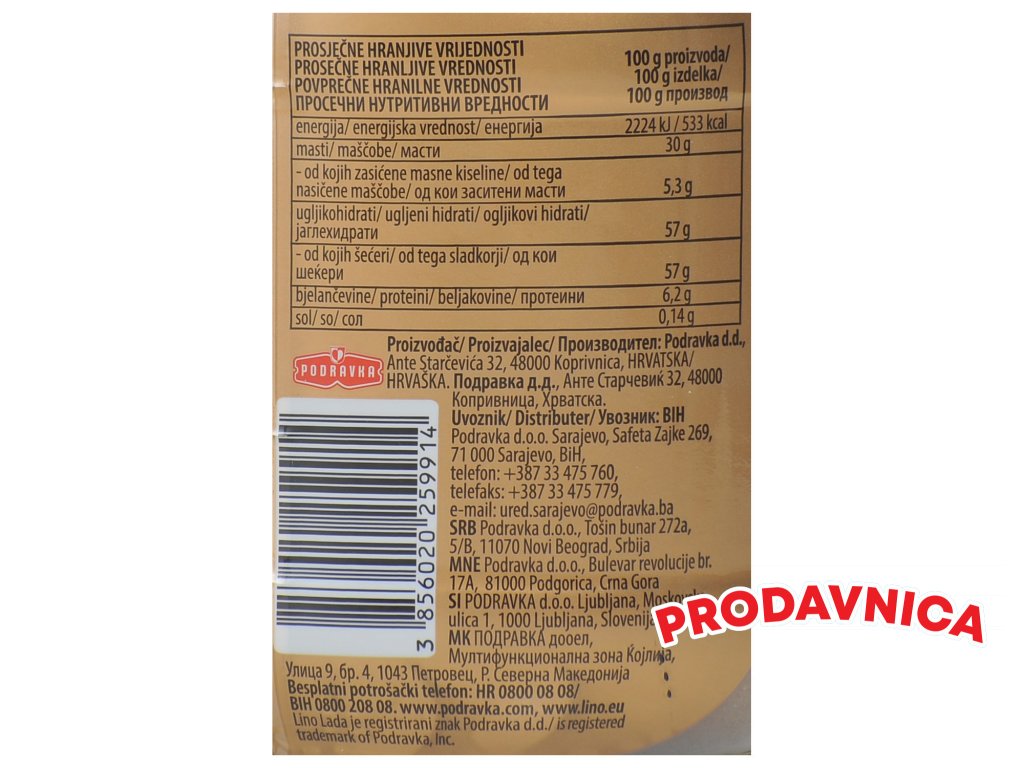 PROSJEČNE HRANJIVE VRIJEDNOSTI
PROSEČNE HRANLJIVE VREDNOSTI
POVPREČNE HRANILNE VREDNOSTI
ПРОСЕЧНИ НУТРИТИВНИ ВРЕДНОСТИ
100 g proizvoda/
100 g izdelka/
100 g производ
energija/ energijska vrednost/ енергија 2224 kJ / 533 kcal
masti/ maščobe/ масти 30 g
- od kojih zasićene masne kiseline/ od tega
nasičene maščobe/ од кои заситени масти 5,3 g
ugljikohidrati/ ugljeni hidrati/ ogljikovi hidrati/
јаглехидрати 57 g
- od kojih šećeri/ od tega sladkorji/ од кои
шеќери 57 g
bjelančevine/ proteini/ beljakovine/ протеини 6,2 g
sol/ so/ сол 0,14 g
PODRAVKA
Proizvođač/ Proizvajalec/ Производител: Podravka d.d.,
Ante Starčevića 32, 48000 Koprivnica, HRVATSKA/
HRVAŠKA. Подравка д.д., Анте Старчевиќ 32, 48000
Копривница, Хрватска.
Uvoznik/ Distributer/ Увозник: BIH
Podravka d.o.o. Sarajevo, Safeta Zajke 269,
71 000 Sarajevo, BiH,
telefon: +387 33 475 760,
telefaks: +387 33 475 779,
e-mail: ured.sarajevo@podravka.ba
SRB Podravka d.o.o., Tošin bunar 272a,
5/B, 11070 Novi Beograd, Srbija
MNE Podravka d.o.o., Bulevar revolucije br.
17A, 81000 Podgorica, Crna Gora
SI PODRAVKA d.o.o. Ljubljana,
ulica 1, 1000 Ljubljana, Slovenija
МК ПОДРАВКА дооел,
Мултифункционална зона Којлија,
Улица 9, бр. 4, 1043 Петровец, Р. Северна Македонија
Besplatni potrošački telefon: HR 0800 08 08/
BIH 0800 208 08. www.podravka.com, www.lino.eu
Lino Lada je registrirani znak Podravka d.d./ is registered
trademark of Podravka, Inc.
3 856020 259914
PRODAVNICA